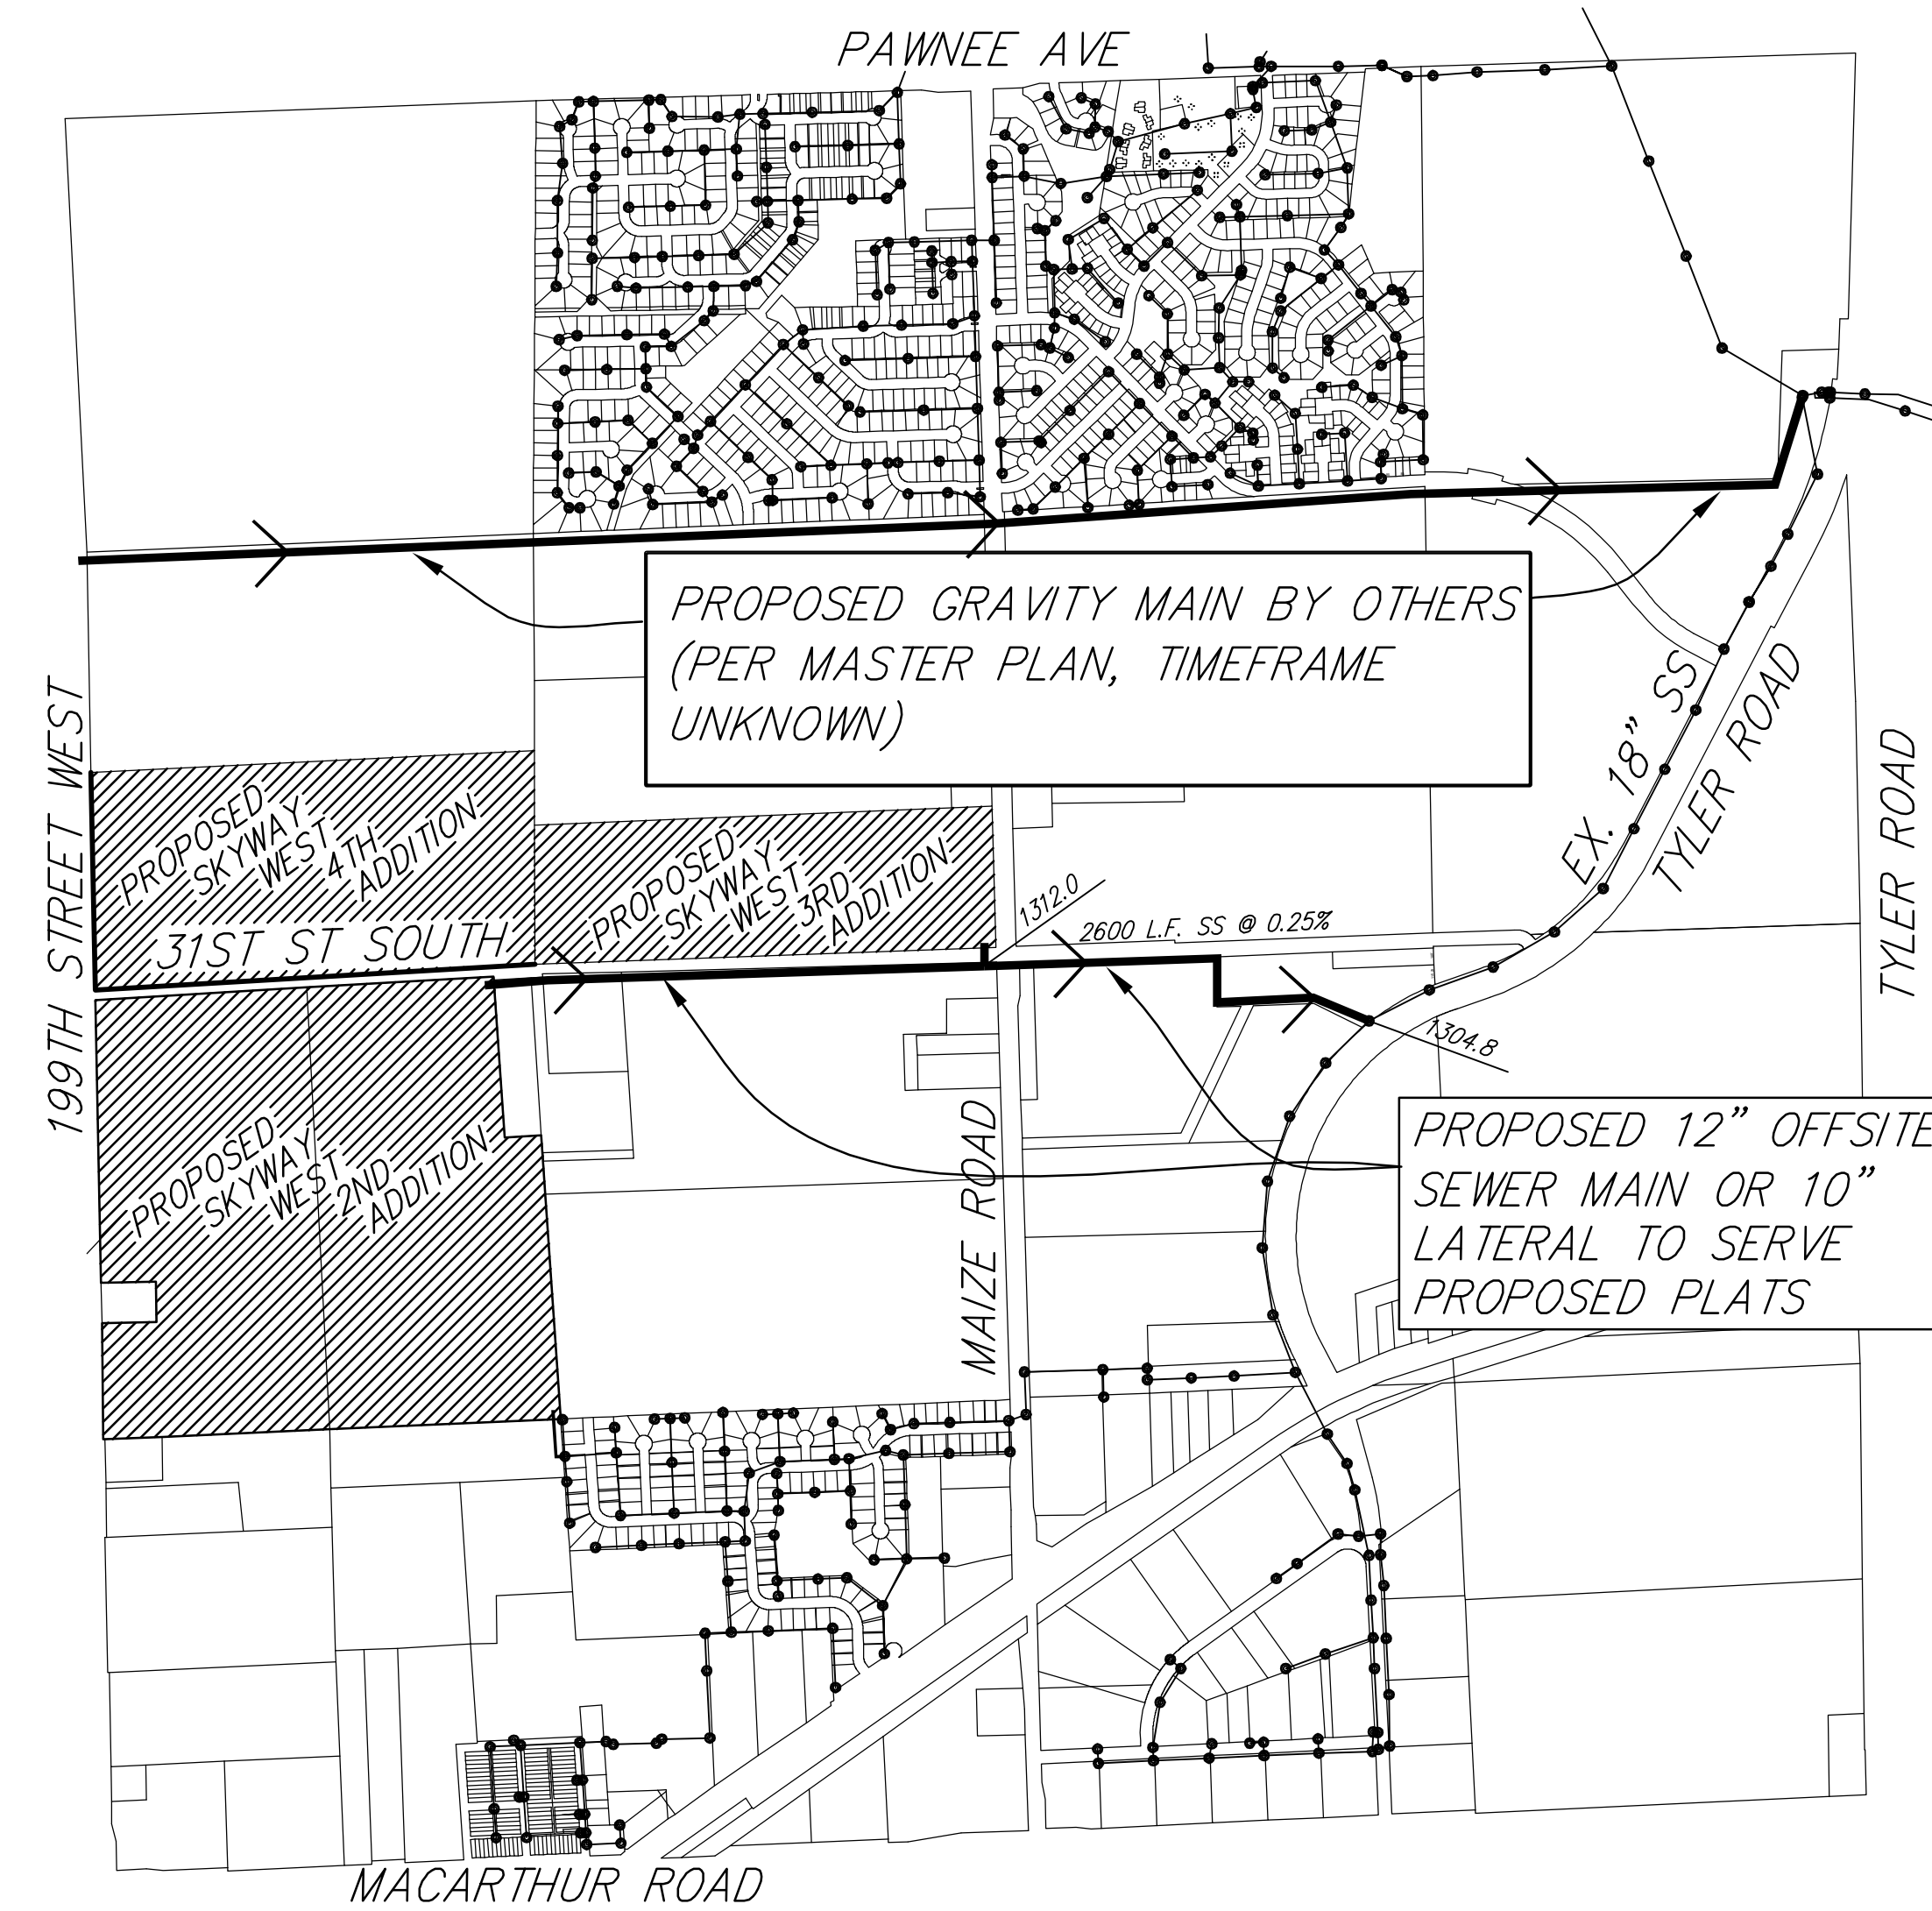 PAWNEE AVE
PROPOSED GRAVITY MAIN BY OTHERS
(PER MASTER PLAN, TIMEFRAME
UNKNOWN)
199TH STREET WEST
EX. 18" SS
TYLER ROAD
TYLER ROAD
PROPOSED
SKYWAY
WEST
4TH
ADDITION
PROPOSED
SKYWAY
WEST
3RD
ADDITION
31ST ST SOUTH
1312.0
2600 L.F. SS @ 0.25%
1304.8
PROPOSED
SKYWAY
WEST
2ND
ADDITION
MAIZE ROAD
PROPOSED 12" OFFSITE
SEWER MAIN OR 10"
LATERAL TO SERVE
PROPOSED PLATS
MACARTHUR ROAD